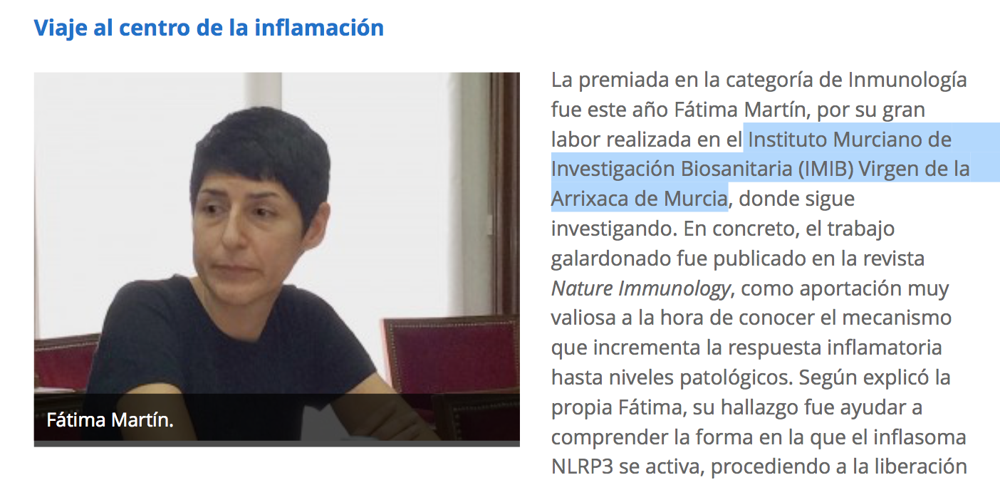 Viaje al centro de la inflamación
Fátima Martín.
La premiada en la categoría de Inmunología
fue este año Fátima Martín, por su gran
labor realizada en el Instituto Murciano de
Investigación Biosanitaria (IMIB) Virgen de la
Arrixaca de Murcia, donde sigue
investigando. En concreto, el trabajo
galardonado fue publicado en la revista
Nature Immunology, como aportación muy
valiosa a la hora de conocer el mecanismo
que incrementa la respuesta inflamatoria
hasta niveles patológicos. Según explicó la
propia Fátima, su hallazgo fue ayudar a
comprender la forma en la que el inflasoma
NLRP3 se activa, procediendo a la liberación